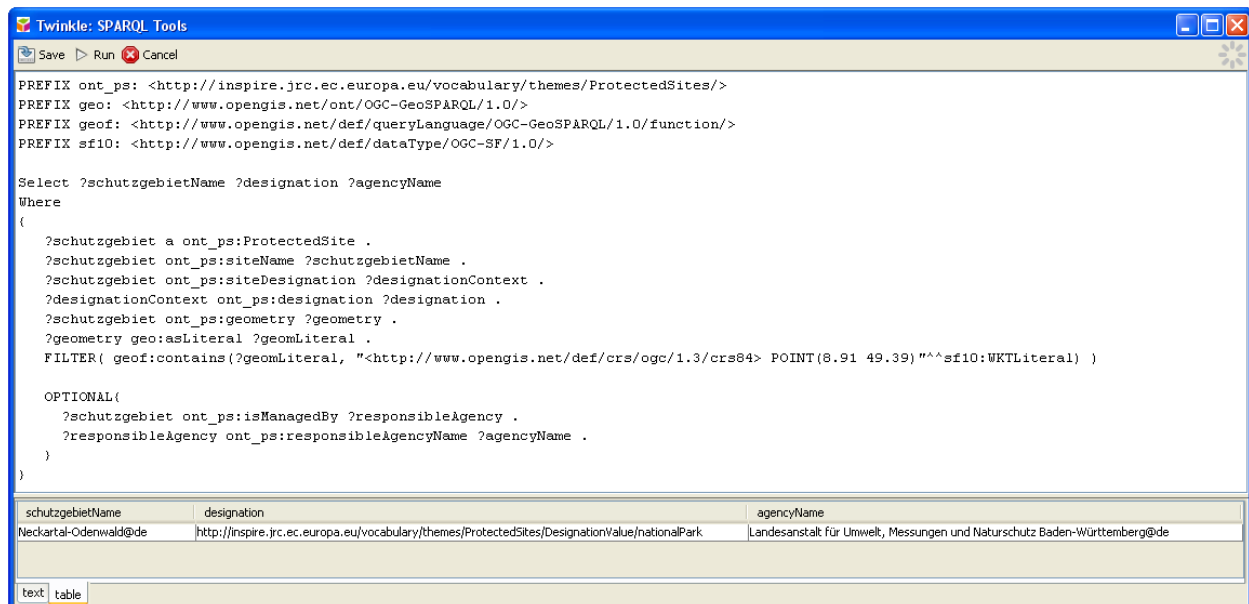 Twinkle: SPARQL Tools
Save Run Cancel
PREFIX ont_ps: <http://inspire.jrc.ec.europa.eu/vocabulary/themes/ProtectedSites/>
PREFIX geo: <http://www.opengis.net/ont/OGC-GeoSPARQL/1.0/>
PREFIX geof: <http://www.opengis.net/def/queryLanguage/OGC-GeoSPARQL/1.0/function/>
PREFIX sf10: <http://www.opengis.net/def/dataType/OGC-SF/1.0/>
Select ?schutzgebietName ?designation ?agencyName
Where
{
?schutzgebiet a ont_ps:ProtectedSite .
?schutzgebiet ont_ps:siteName ?schutzgebietName .
?schutzgebiet ont_ps:siteDesignation ?designationContext .
?designationContext ont_ps:designation ?designation .
?schutzgebiet ont_ps:geometry ?geometry .
?geometry geo:asLiteral ?geomLiteral .
FILTER( geof:contains(?geomLiteral, "<http://www.opengis.net/def/crs/ogc/1.3/crs84> POINT(8.91 49.39)"^^sf10:WKTLiteral) )
OPTIONAL{
?schutzgebiet ont_ps:isManagedBy ?responsibleAgency .
?responsibleAgency ont_ps:responsibleAgencyName ?agencyName .
}
}
schutzgebietName designation agencyName
Neckartal-Odenwald@de http://inspire.jrc.ec.europa.eu/vocabulary/themes/ProtectedSites/DesignationValue/nationalPark Landesanstalt für Umwelt, Messungen und Naturschutz Baden-Württemberg@de
text table